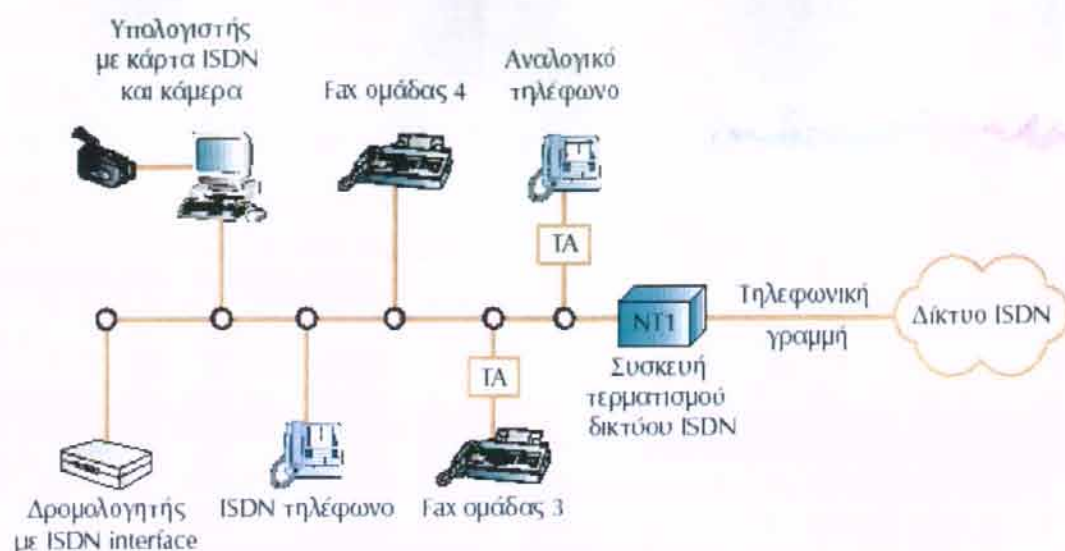 Υπολογιστής
με κάρτα ISDN
και κάμερα
Fax ομάδας 4
Αναλογικό
τηλέφωνο
TA
NT1
Τηλεφωνική
γραμμή
Δίκτυο ISDN
Συσκευή
τερματισμού
δικτύου ISDN
TA
Δρομολογητής
με ISDN interface
ISDN τηλέφωνο
Fax ομάδας 3